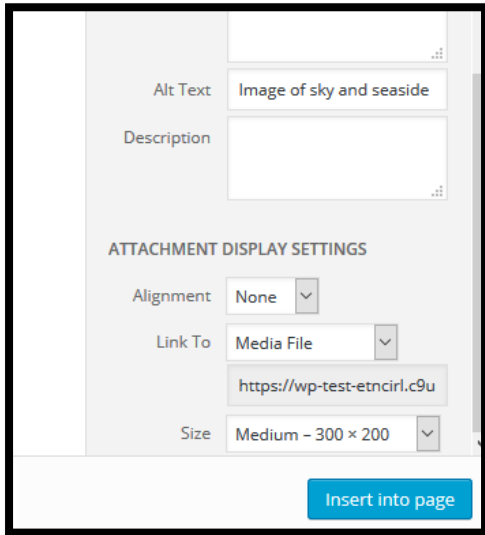 Alt Text Image of sky and seaside
Description
ATTACHMENT DISPLAY SETTINGS
Alignment None
Link To Media File
https://wp-test-etncirl.c9u
Size Medium – 300 × 200
Insert into page